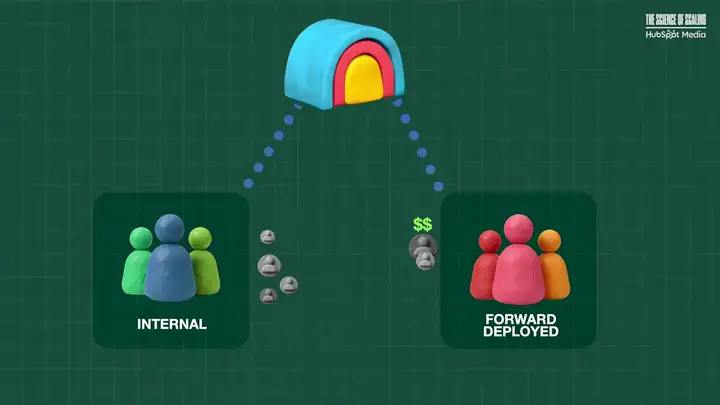 THE SCIENCE OF SCALING
HubSpot Media
$$
INTERNAL
FORWARD
DEPLOYED